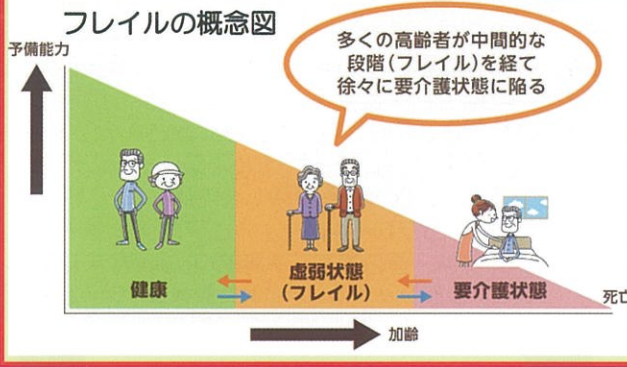 フレイルの概念図
予備能力
多くの高齢者が中間的な
段階(フレイル)を経て
徐々に要介護状態に陥る
健康
虚弱状態
(フレイル)
要介護状態
死亡
加齢